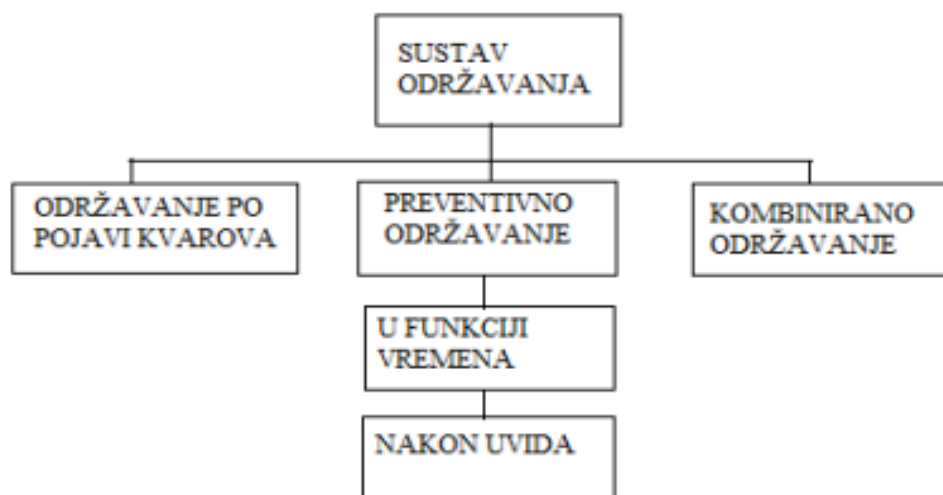 SUSTAV
ODRŽAVANJA
ODRŽAVANJE PO
POJAVI KVAROVA
PREVENTIVNO
ODRŽAVANJE
KOMBINIRANO
ODRŽAVANJE
U FUNKCIJI
VREMENA
NAKON UVIDA